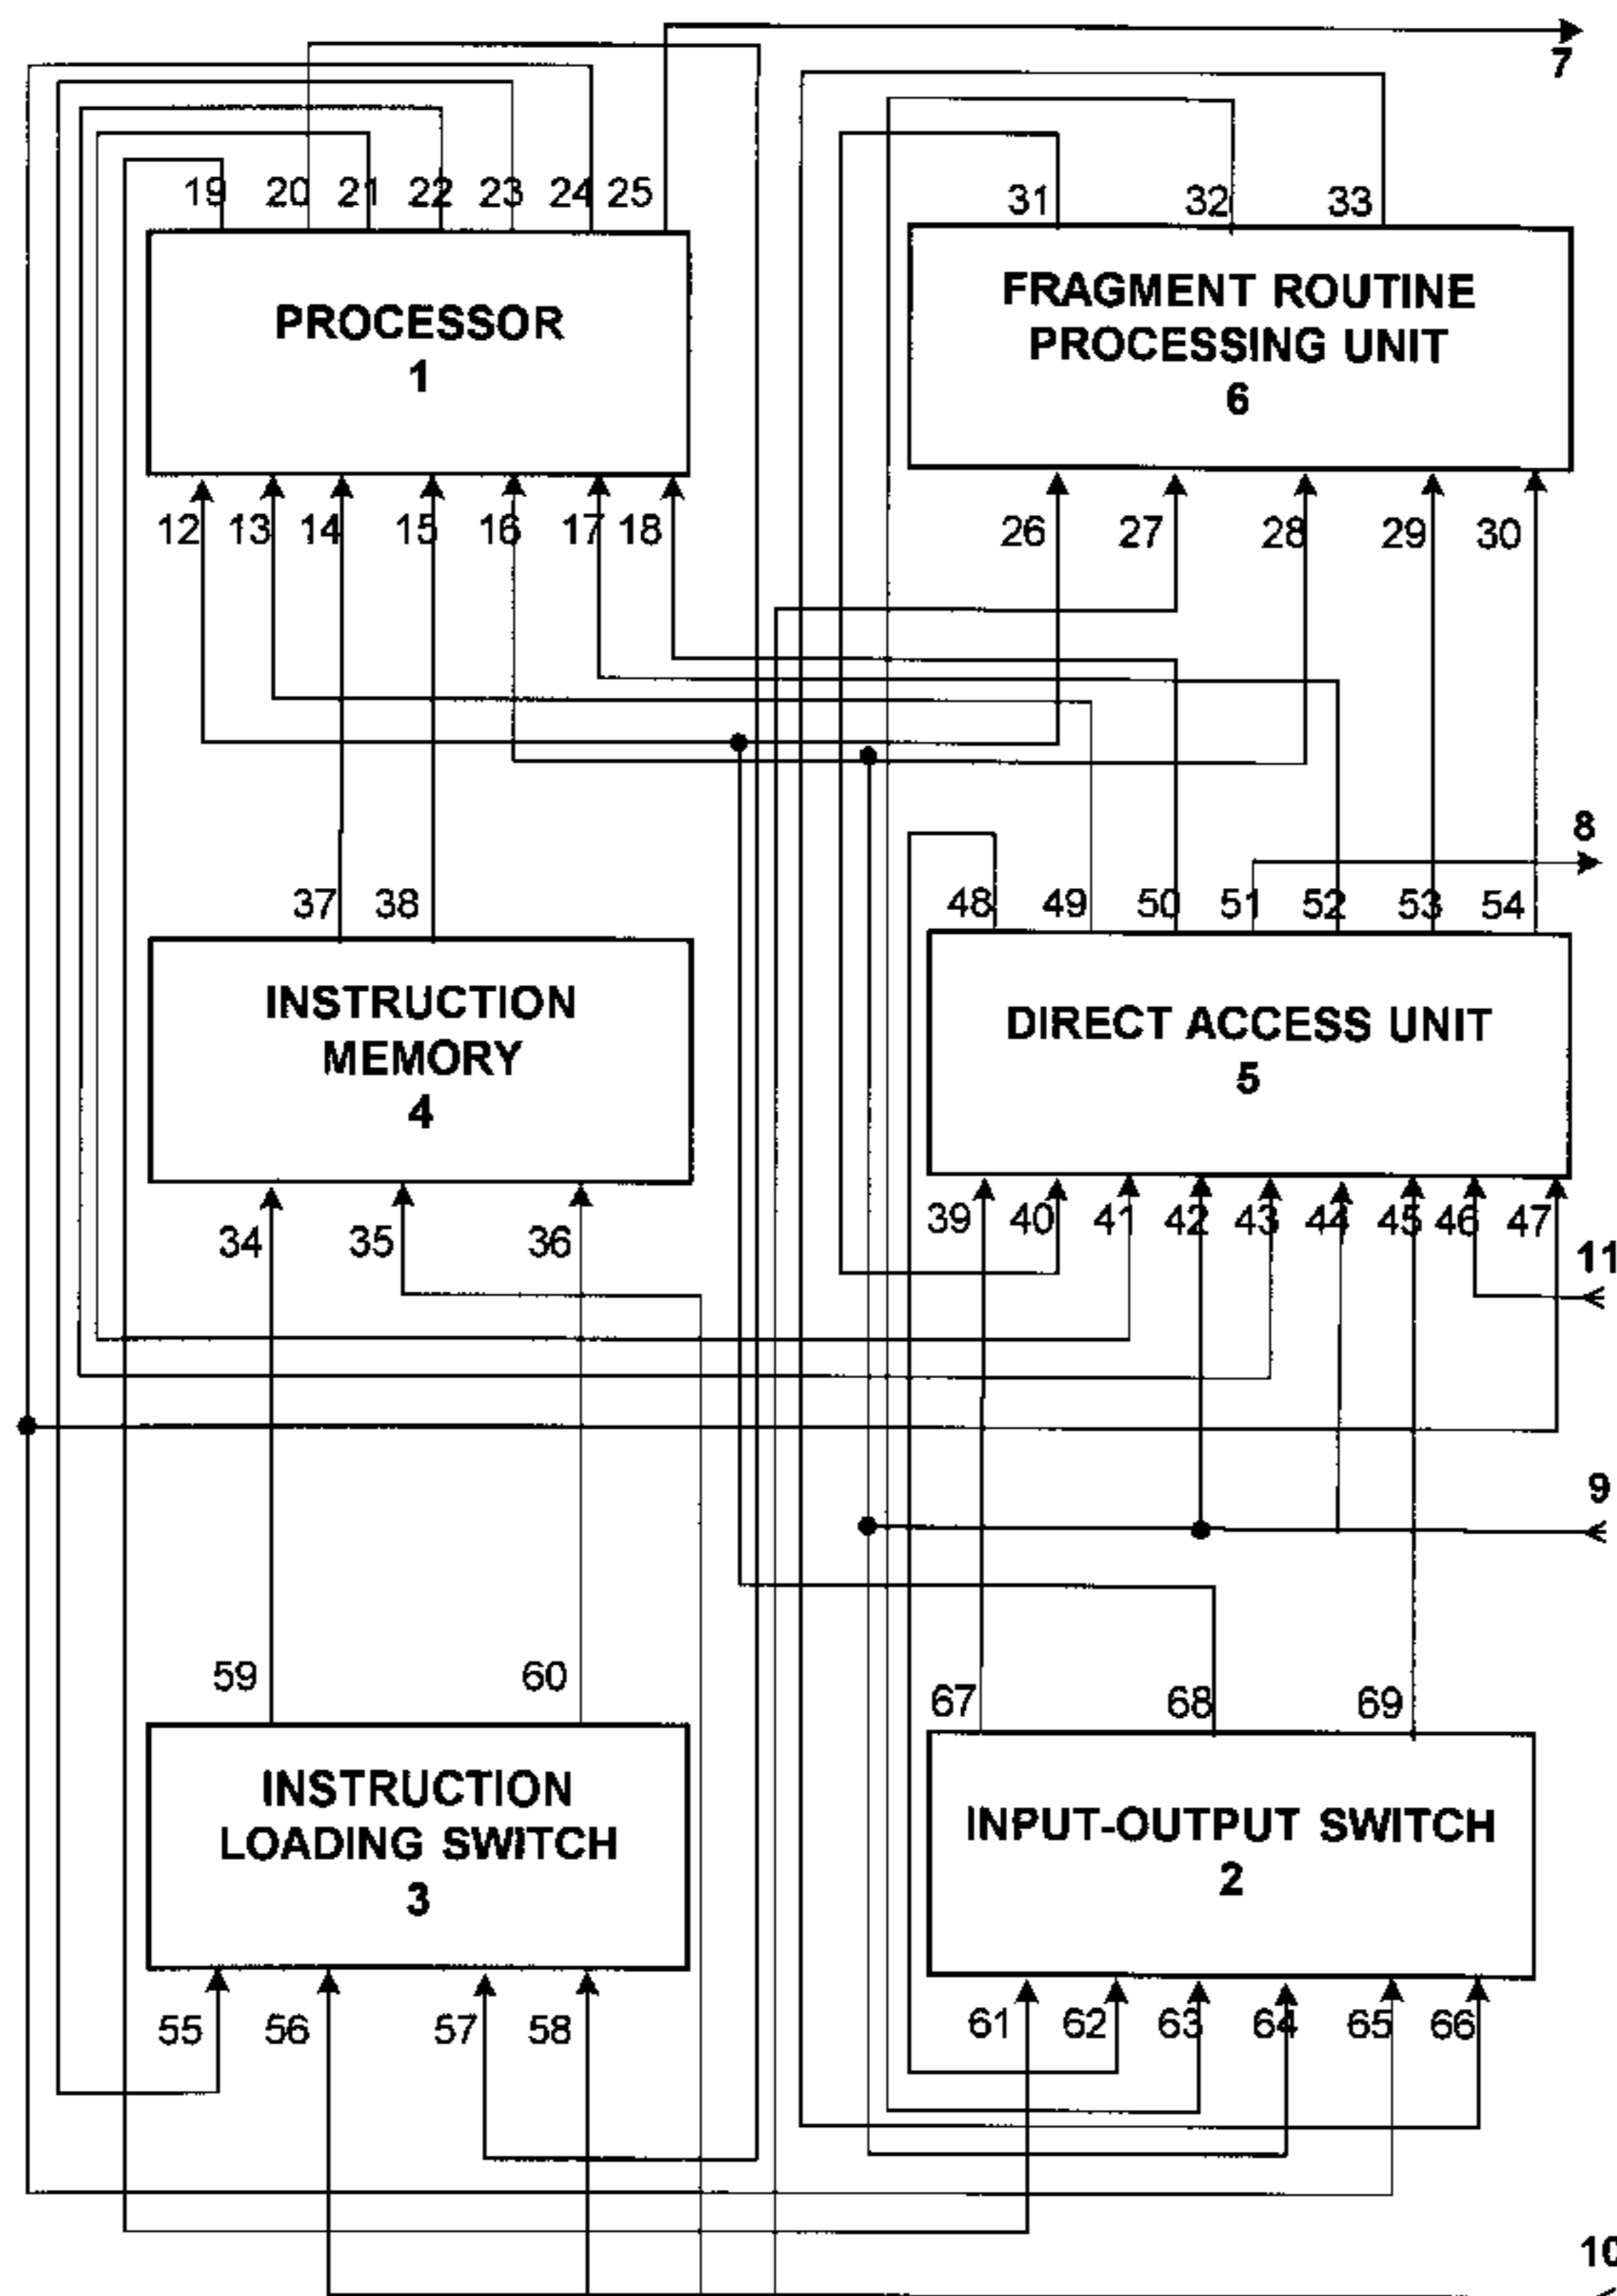 7
19 20 21 22 23 24 25
31 32 33
PROCESSOR
1
FRAGMENT ROUTINE
PROCESSING UNIT
6
12 13 14 15 16 17 18
26 27 28 29 30
8
37 38
48 49 50 51 52 53 54
INSTRUCTION
MEMORY
4
DIRECT ACCESS UNIT
5
34 35 36
39 40 41 42 43 44 45 46 47
11
9
59 60
67 68 69
INSTRUCTION
LOADING SWITCH
3
INPUT-OUTPUT SWITCH
2
55 56 57 58
61 62 63 64 65 66
10